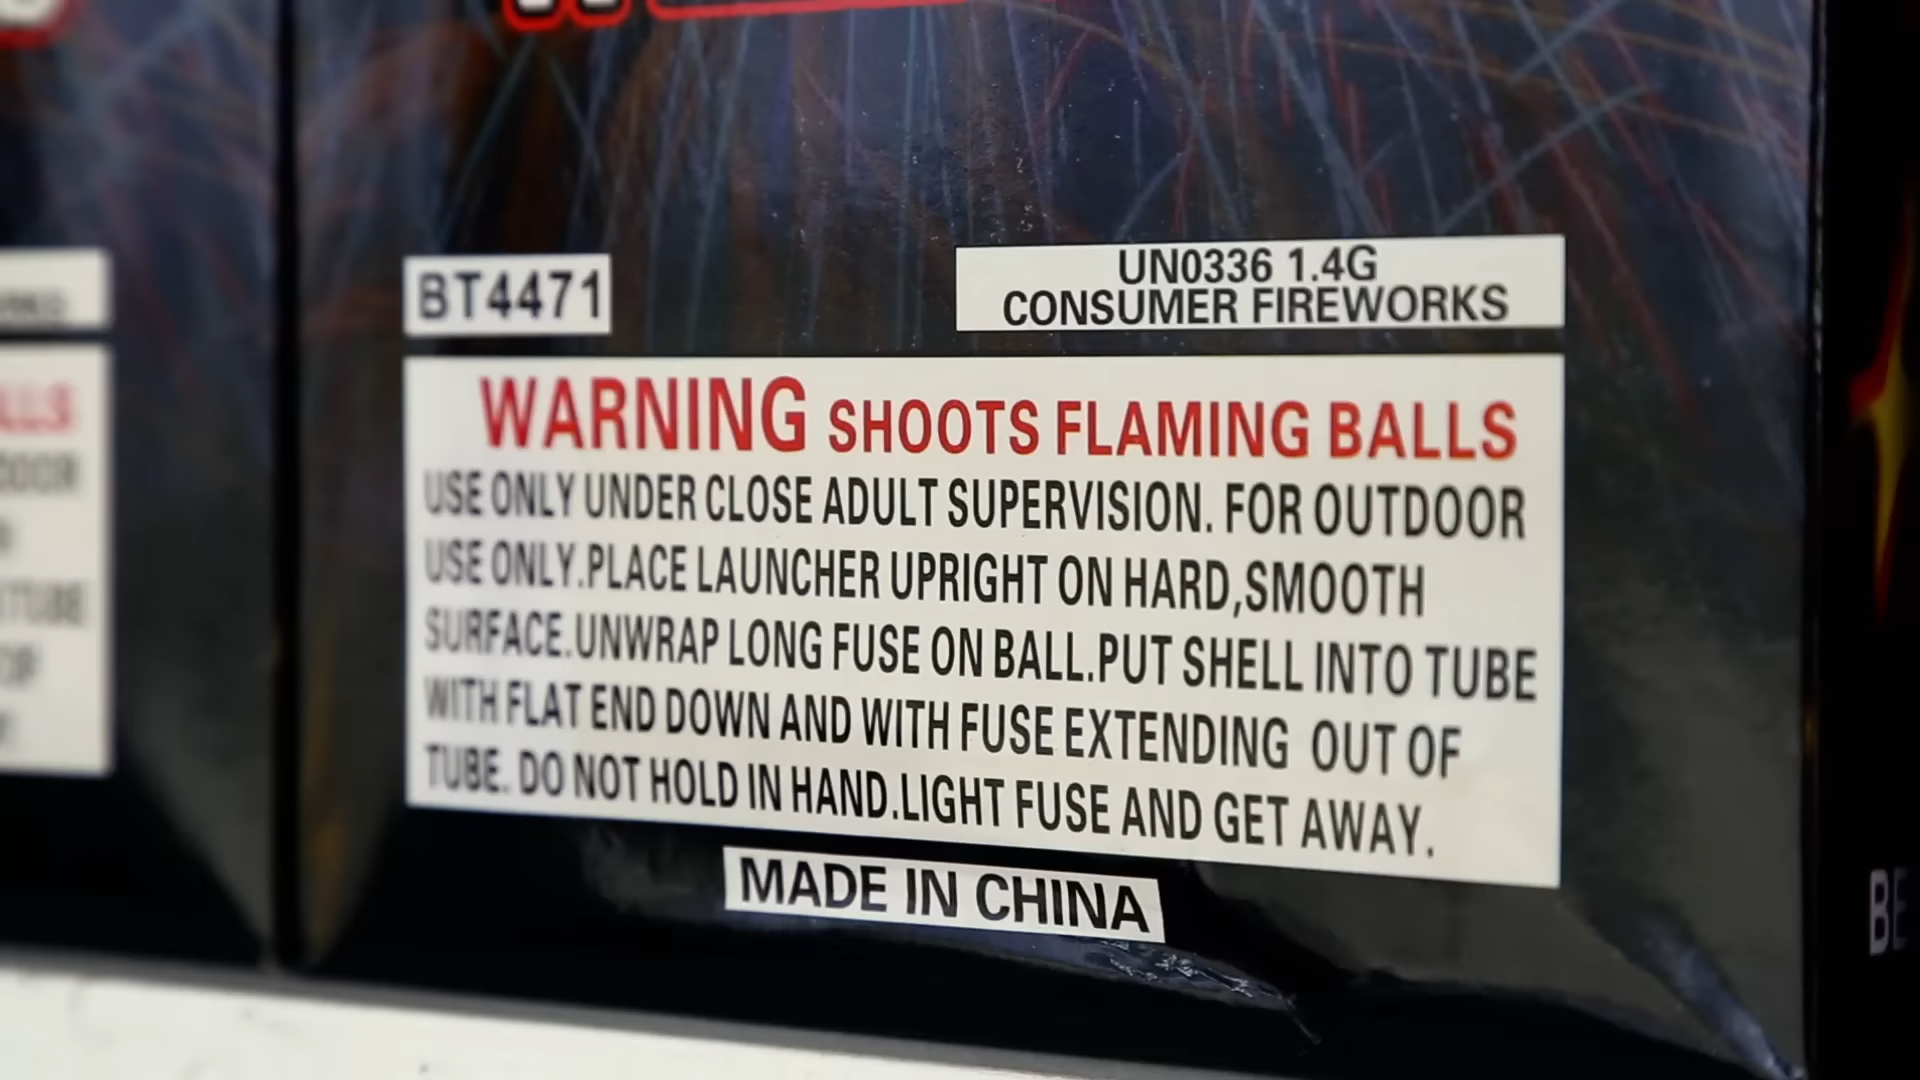 BT4471
UN0336 1.4G
CONSUMER FIREWORKS
WARNING SHOOTS FLAMING BALLS
USE ONLY UNDER CLOSE ADULT SUPERVISION. FOR OUTDOOR
USE ONLY.PLACE LAUNCHER UPRIGHT ON HARD,SMOOTH
SURFACE.UNWRAP LONG FUSE ON BALL.PUT SHELL INTO TUBE
WITH FLAT END DOWN AND WITH FUSE EXTENDING OUT OF
TUBE. DO NOT HOLD IN HAND.LIGHT FUSE AND GET AWAY.
MADE IN CHINA